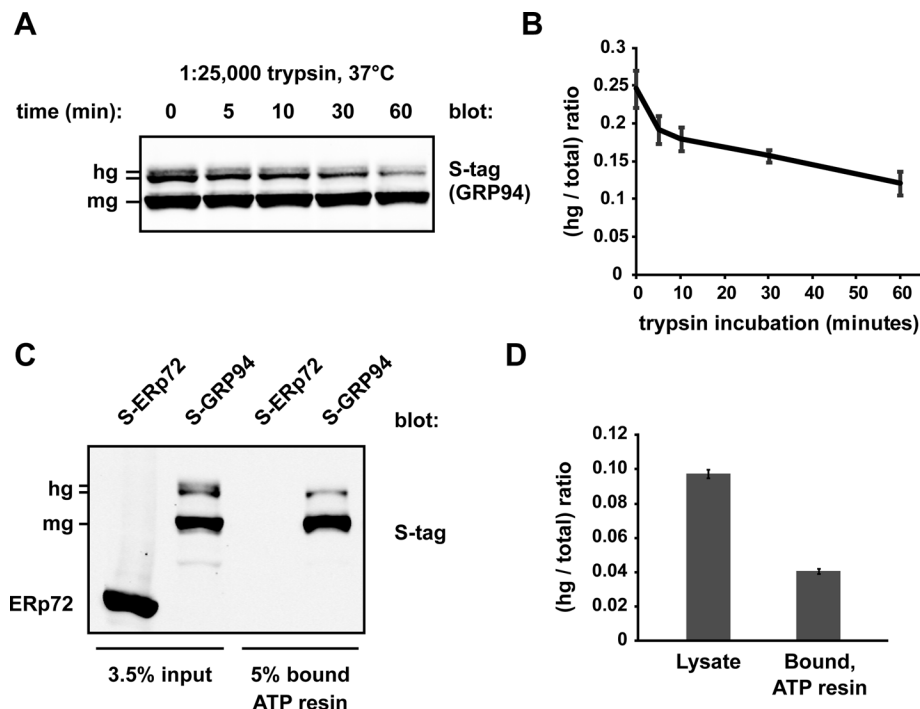 A
1:25,000 trypsin, 37°C
time (min): 0 5 10 30 60 blot:
hg
mg
S-tag
(GRP94)
B
(hg / total) ratio
0.25
0.2
0.15
0.1
0.05
0
0 10 20 30 40 50 60
trypsin incubation (minutes)
C
S-ERp72 S-GRP94 S-ERp72 S-GRP94
blot:
hg
mg
S-tag
ERp72
3.5% input
5% bound
ATP resin
D
(hg / total) ratio
0.12
0.10
0.08
0.06
0.04
0.02
0
Lysate
Bound,
ATP resin